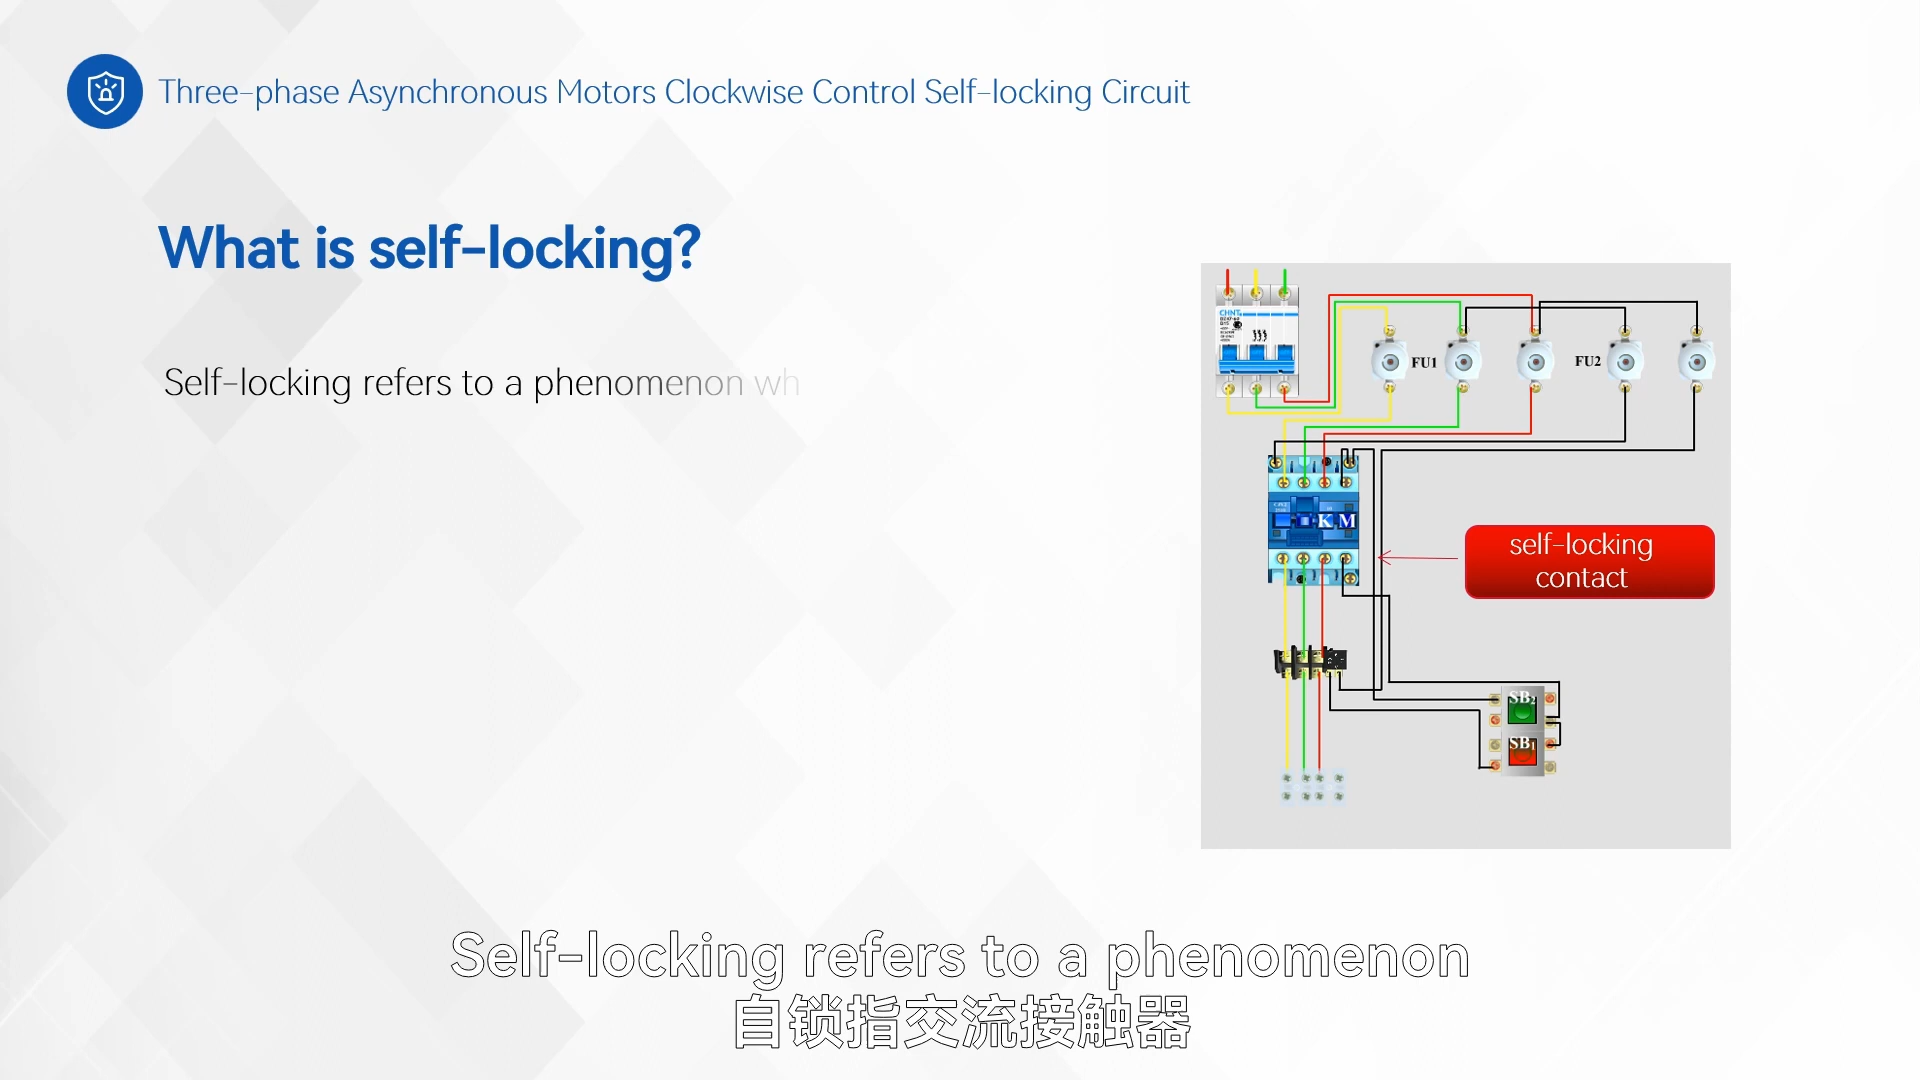 Three-phase Asynchronous Motors Clockwise Control Self-locking Circuit
What is self-locking?
Self-locking refers to a phenomenon wh
CHNT
FU1
FU2
KM
self-locking
contact
SB2
SB1
Self-locking refers to a phenomenon
自锁指交流接触器